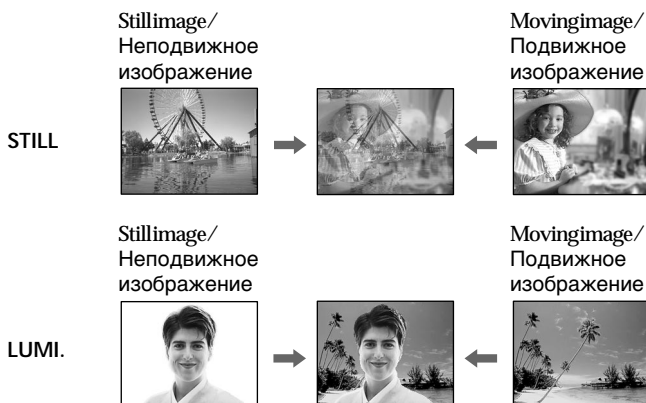 Stillimage/
Неподвижное
изображение
Movingimage/
Подвижное
изображение
STILL
Stillimage/
Неподвижное
изображение
Movingimage/
Подвижное
изображение
LUMI.